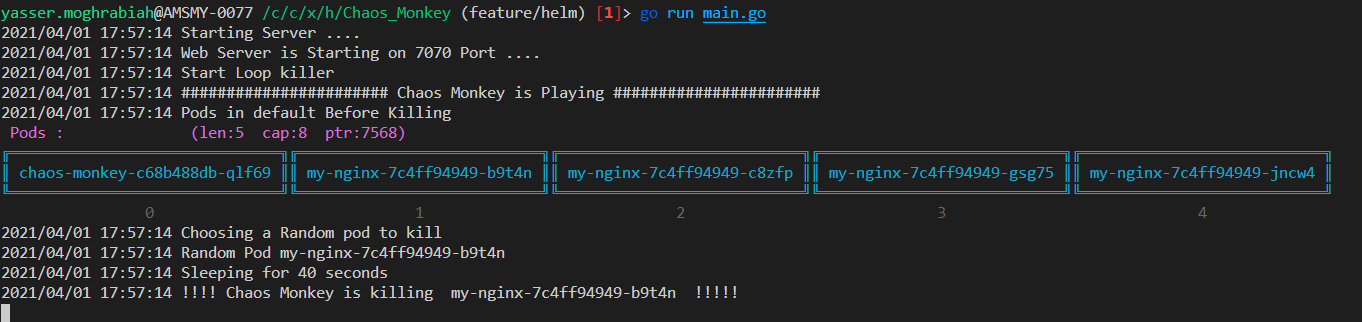 yasser.moghrabiah@AMSMY-0077 /c/c/x/h/Chaos_Monkey (feature/helm) [1]> go run main.go
2021/04/01 17:57:14 Starting Server ....
2021/04/01 17:57:14 Web Server is Starting on 7070 Port ....
2021/04/01 17:57:14 Start Loop killer
2021/04/01 17:57:14 ####################### Chaos Monkey is Playing #######################
2021/04/01 17:57:14 Pods in default Before Killing
Pods : (len:5 cap:8 ptr:7568)
chaos-monkey-c68b488db-qlf69 my-nginx-7c4ff94949-b9t4n my-nginx-7c4ff94949-c8zfp my-nginx-7c4ff94949-gsg75 my-nginx-7c4ff94949-jncw4
0 1 2 3 4
2021/04/01 17:57:14 Choosing a Random pod to kill
2021/04/01 17:57:14 Random Pod my-nginx-7c4ff94949-b9t4n
2021/04/01 17:57:14 Sleeping for 40 seconds
2021/04/01 17:57:14 !!!! Chaos Monkey is killing  my-nginx-7c4ff94949-b9t4n  !!!!!